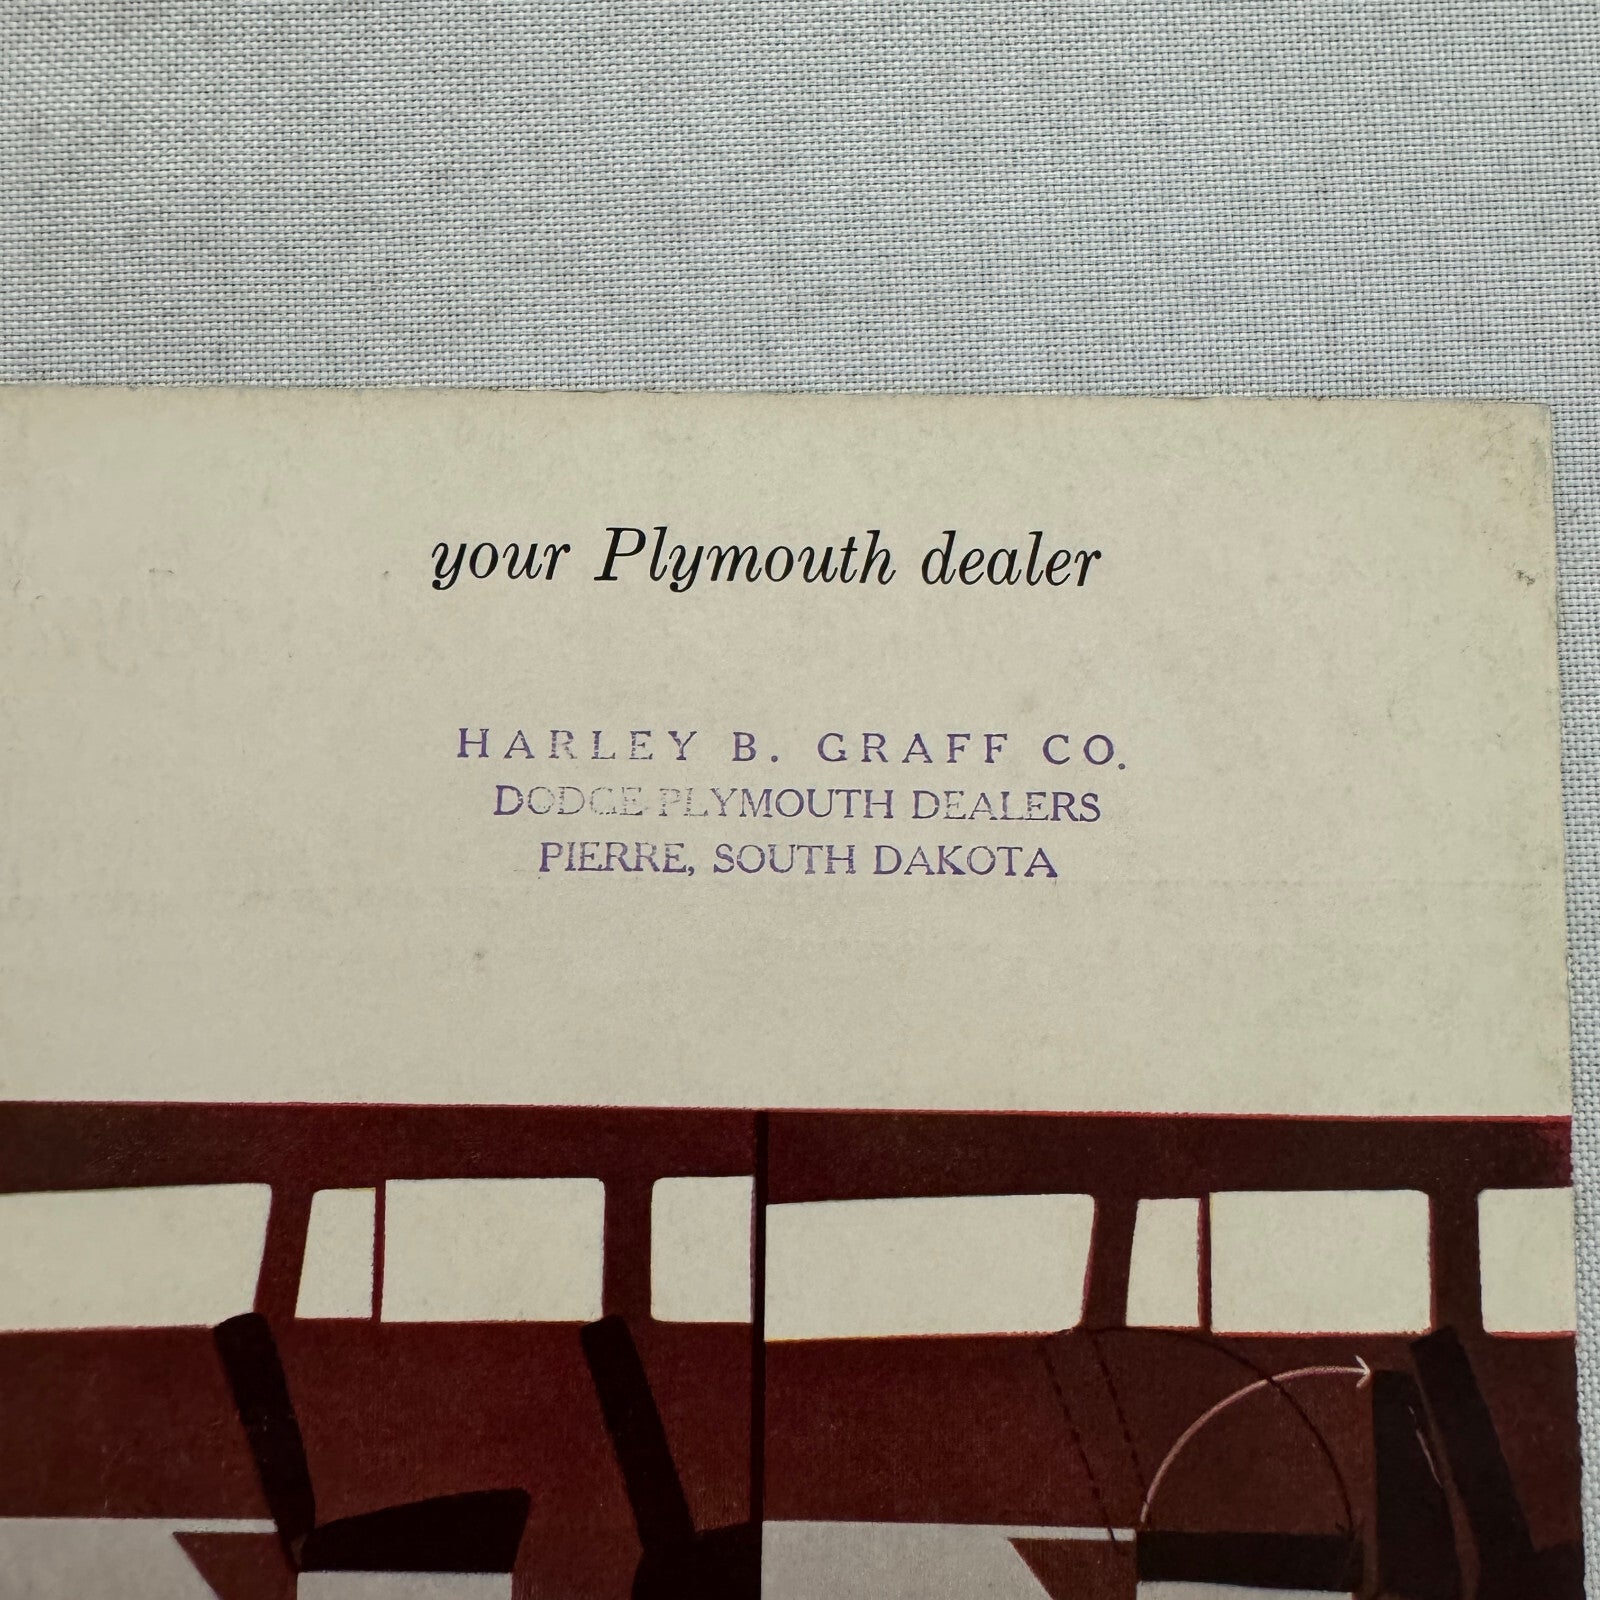 your Plymouth dealer
HARLEY B. GRAFF CO.
DODGE PLYMOUTH DEALERS
PIERRE, SOUTH DAKOTA